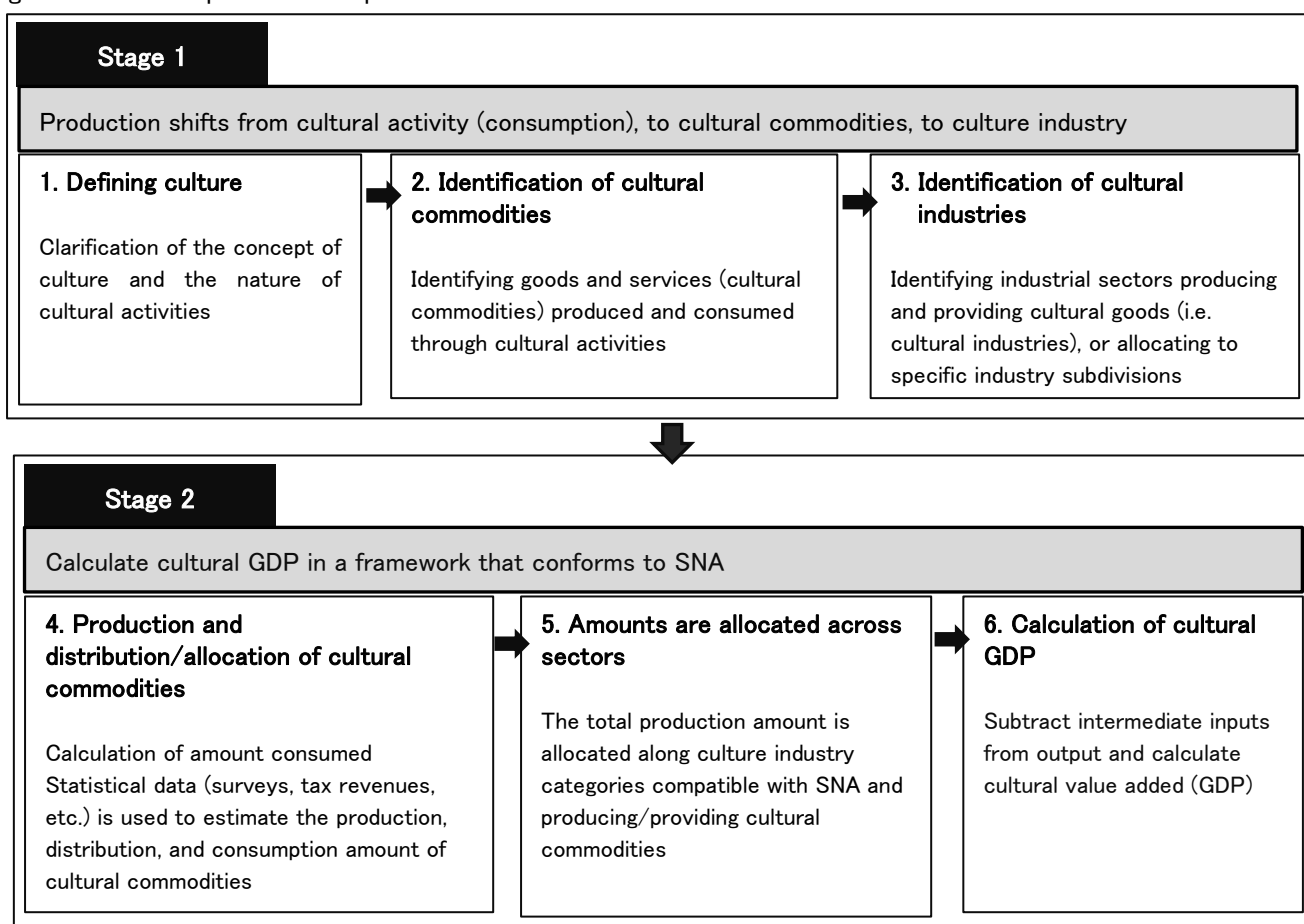 Stage 1
Production shifts from cultural activity (consumption), to cultural commodities, to culture industry
1. Defining culture
Clarification of the concept of
culture and the nature of
cultural activities
2. Identification of cultural
commodities
Identifying goods and services (cultural
commodities) produced and consumed
through cultural activities
3. Identification of cultural
industries
Identifying industrial sectors producing
and providing cultural goods (i.e.
cultural industries), or allocating to
specific industry subdivisions
Stage 2
Calculate cultural GDP in a framework that conforms to SNA
4. Production and
distribution/allocation of cultural
commodities
Calculation of amount consumed
Statistical data (surveys, tax revenues,
etc.) is used to estimate the production,
distribution, and consumption amount of
cultural commodities
5. Amounts are allocated across
sectors
The total production amount is
allocated along culture industry
categories compatible with SNA and
producing/providing cultural
commodities
6. Calculation of cultural
GDP
Subtract intermediate inputs
from output and calculate
cultural value added (GDP)